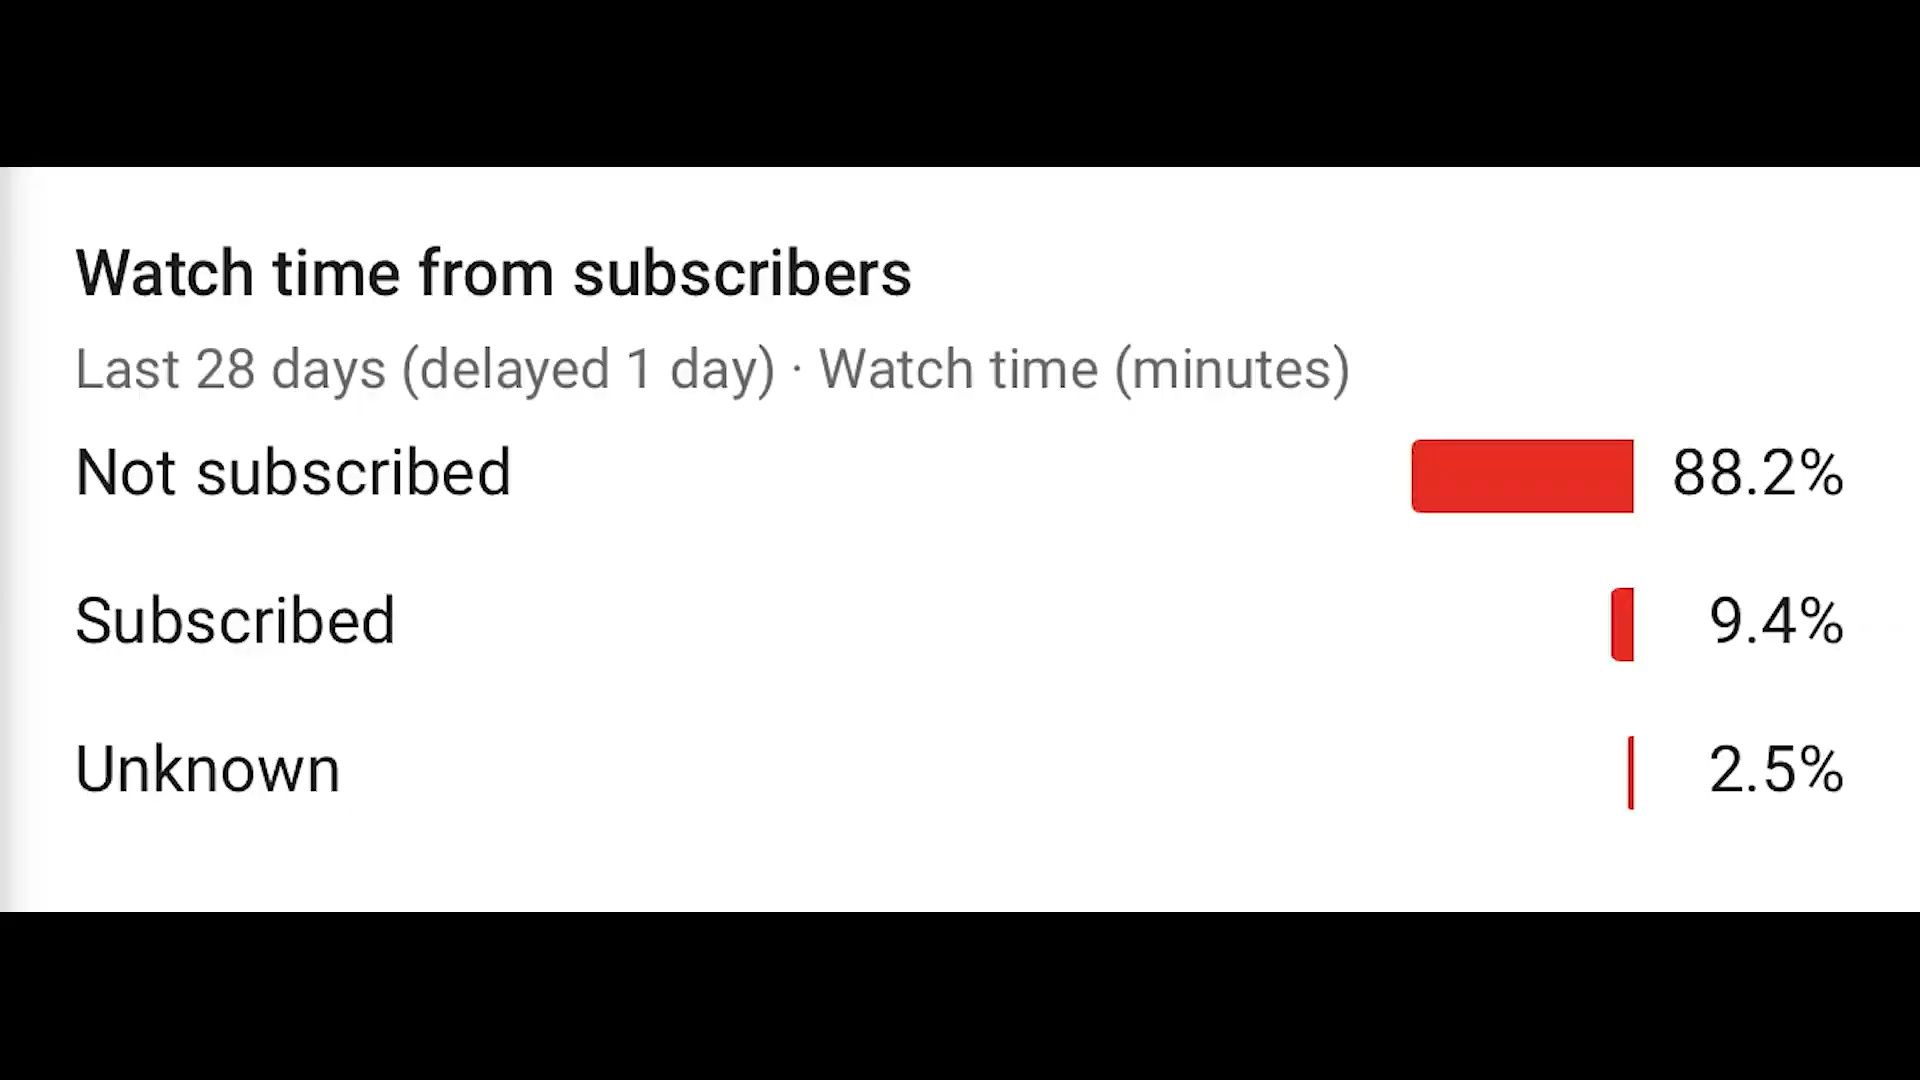 Watch time from subscribers
Last 28 days (delayed 1 day) · Watch time (minutes)
Not subscribed 88.2%
Subscribed 9.4%
Unknown 2.5%